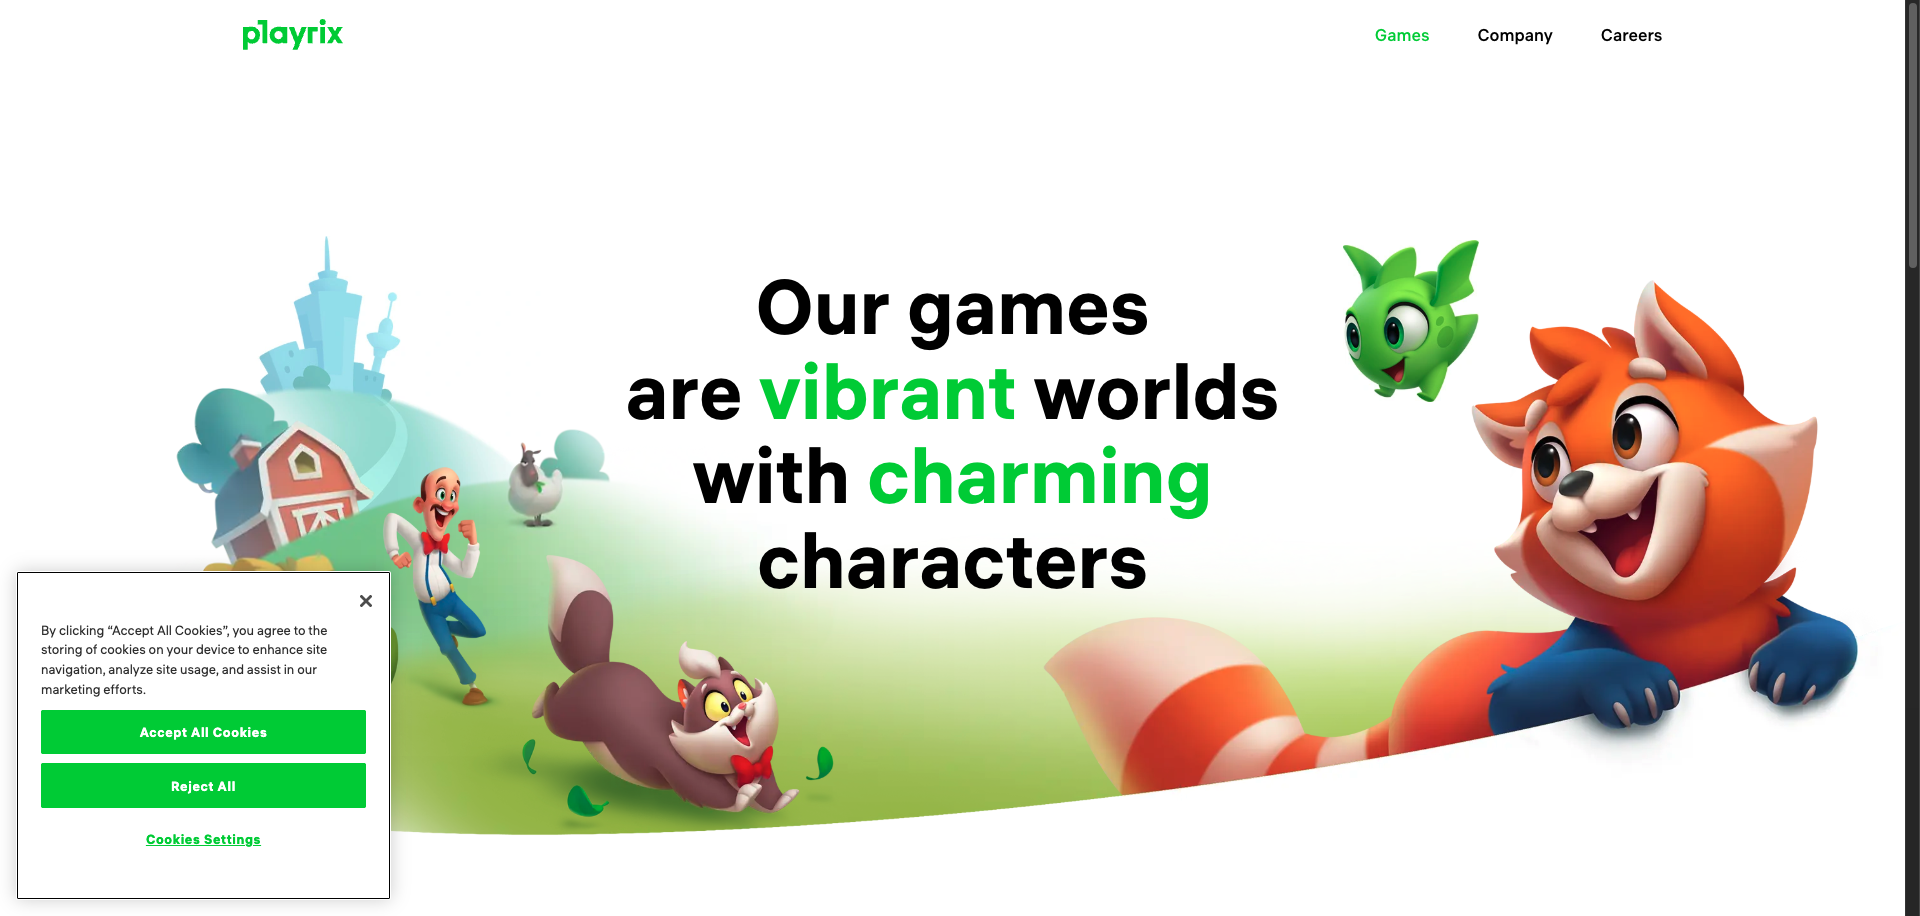 playrix
Games
Company
Careers
Our games
are vibrant worlds
with charming
characters
By clicking “Accept All Cookies”, you agree to the
storing of cookies on your device to enhance site
navigation, analyze site usage, and assist in our
marketing efforts.
Accept All Cookies
Reject All
Cookies Settings